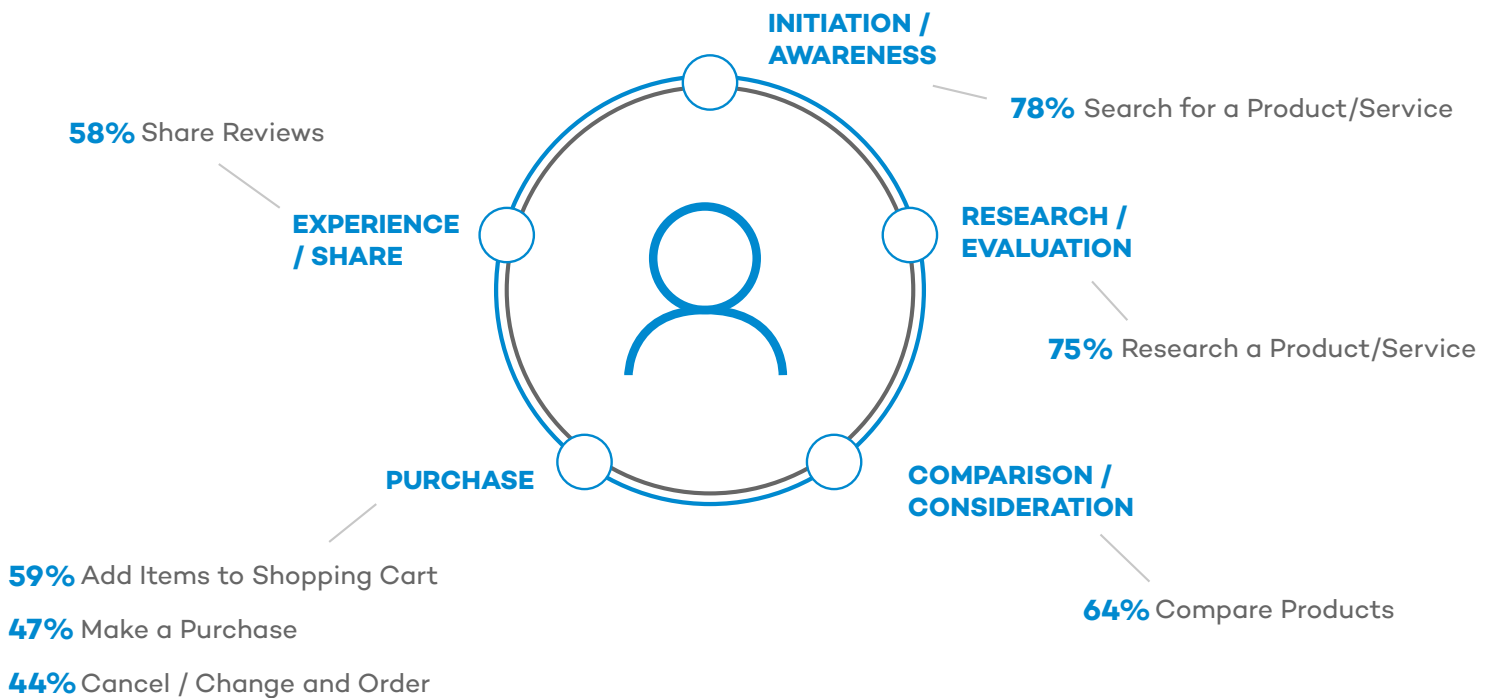 INITIATION /
AWARENESS
78% Search for a Product/Service
RESEARCH /
EVALUATION
75% Research a Product/Service
COMPARISON /
CONSIDERATION
64% Compare Products
PURCHASE
59% Add Items to Shopping Cart
47% Make a Purchase
44% Cancel / Change and Order
EXPERIENCE
/ SHARE
58% Share Reviews